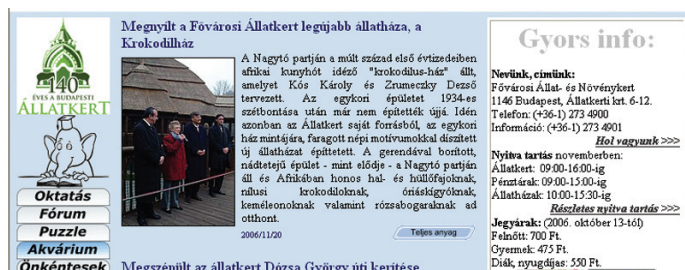 140
ÉVES A BUDAPESTI
ÁLLATKERT
Oktatás
Fórum
Puzzle
Akvárium
Önkéntesek
Megnyílt a Fővárosi Állatkert legújabb állatháza, a
Krokodilház
A Nagytó partján a múlt század első évtizedeiben
afrikai kunyhót idéző "krokodilus-ház" állt,
amelyet Kós Károly és Zrumeczky Dezső
tervezett. Az egykori épületet 1934-es
szétbontása után már nem építették újjá. Idén
azonban az Állatkert saját forrásból, az egykori
ház mintájára, faragott népi motívumokkal díszített
új állatházat építtetett. A gerendával borított,
nádtetejű épület - mint elődje - a Nagytó partján
áll és Afrikában honos hal- és hüllőfajoknak,
nílusi krokodiloknak, óriáskígyóknak,
kaméleonoknak valamint rózsabogaraknak ad
otthont.
2006/11/20
Teljes anyag
Megszépült az állatkert Dózsa György úti kerítése
Gyors info:
Nevünk, címünk:
Fővárosi Állat- és Növénykert
1146 Budapest, Állatkerti krt. 6-12.
Telefon: (+36-1) 273 4900
Információ: (+36-1) 273 4901
Hol vagyunk >>>
Nyitva tartás novemberben:
Állatkert: 09:00-16:00-ig
Pénztárak: 09:00-15:00-ig
Állatházak: 10:00-15:30-ig
Részletes nyitva tartás >>>
Jegyárak: (2006. október 13-tól)
Felnőtt: 700 Ft.
Gyermek: 475 Ft.
Diák, nyugdíjas: 550 Ft.